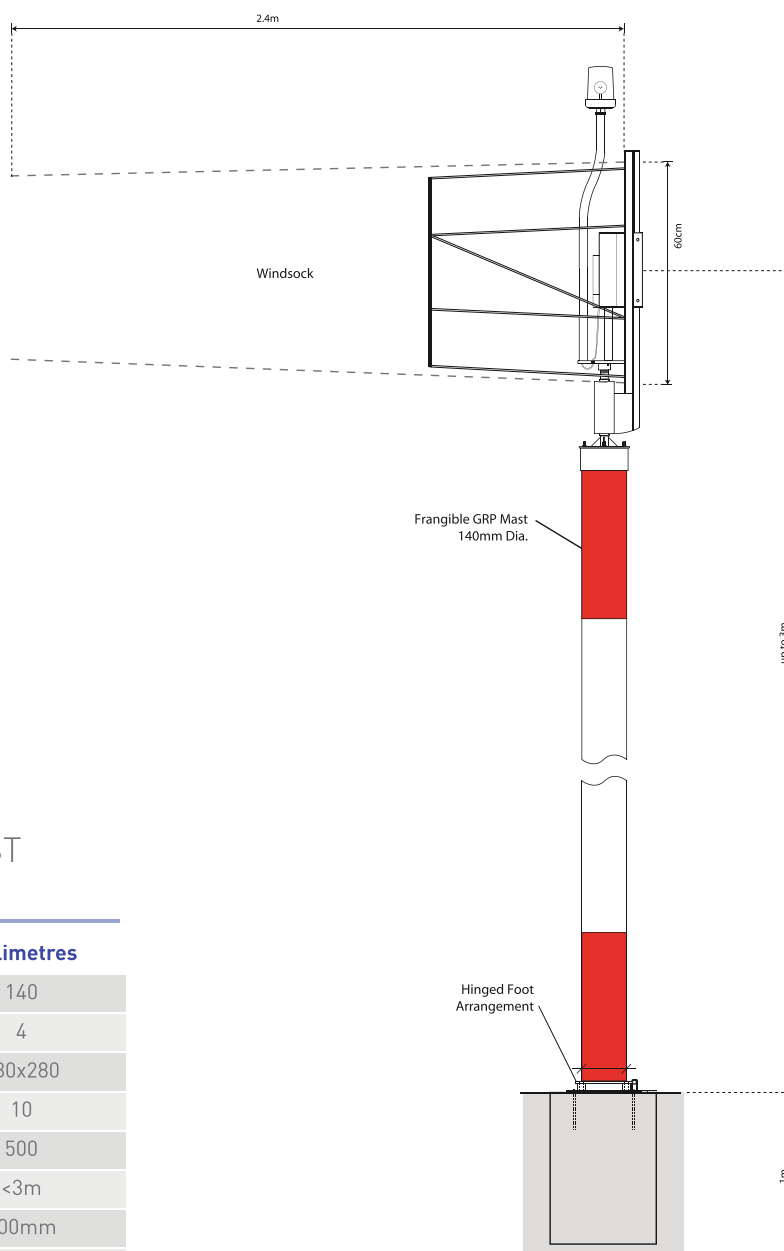 2.4m
60cm
Windsock
Frangible GRP Mast
140mm Dia.
up to 3m
T
limetres
140
4
80x280
10
500
<3m
00mm
Hinged Foot
Arrangement
1m